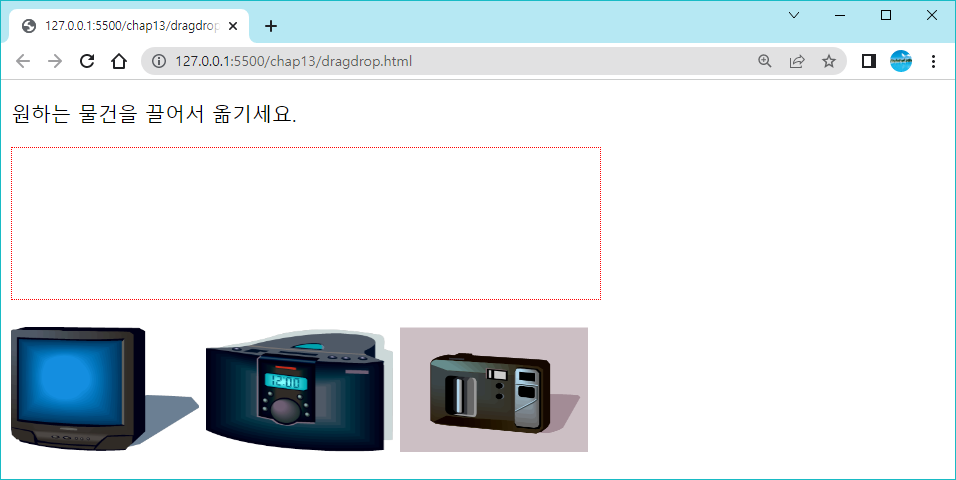 127.0.0.1:5500/chap13/dragdrop
127.0.0.1:5500/chap13/dragdrop.html
원하는 물건을 끌어서 옮기세요.
12:00